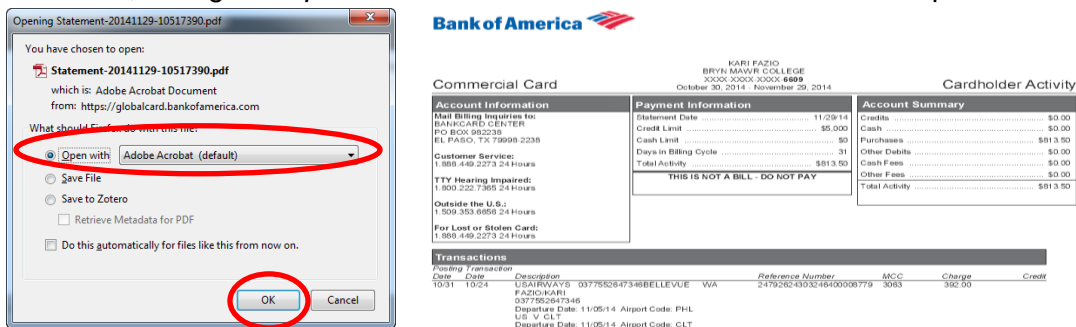 Opening Statement-20141129-10517390.pdf
You have chosen to open:
Statement-20141129-10517390.pdf
which is: Adobe Acrobat Document
from: https://globalcard.bankofamerica.com
What should Firefox do with this file?
Open with Adobe Acrobat (default)
Save File
Save to Zotero
Retrieve Metadata for PDF
Do this automatically for files like this from now on.
OK Cancel
Bank of America
KARI FAZIO
BRYN MAWR COLLEGE
XXXX-XXXX-XXXX-6609
October 30, 2014 - November 29, 2014
Commercial Card
Cardholder Activity
Account Information
Mail Billing Inquiries to:
BANKCARD CENTER
PO BOX 982238
EL PASO, TX 79998-2238
Customer Service:
1.888.449.2273 24 Hours
TTY Hearing Impaired:
1.800.222.7365 24 Hours
Outside the U.S.:
1.509.353.6656 24 Hours
For Lost or Stolen Card:
1.888.449.2273 24 Hours
Payment Information
Statement Date 11/29/14
Credit Limit $5,000
Cash Limit $0
Days in Billing Cycle 31
Total Activity $813.50
THIS IS NOT A BILL - DO NOT PAY
Account Summary
Credits $0.00
Cash $0.00
Purchases $813.50
Other Debits $0.00
Cash Fees $0.00
Other Fees $0.00
Total Activity $813.50
Transactions
Posting Transaction
Date Date Description Reference Number MCC Charge Credit
10/31 10/24 USAIRWAYS 0377552647346BELLEVUE WA 24792624303246400008779 3063 392.00
FAZIO/KARI
0377552647346
Departure Date: 11/05/14 Airport Code: PHL
US V CLT
Departure Date: 11/05/14 Airport Code: CLT